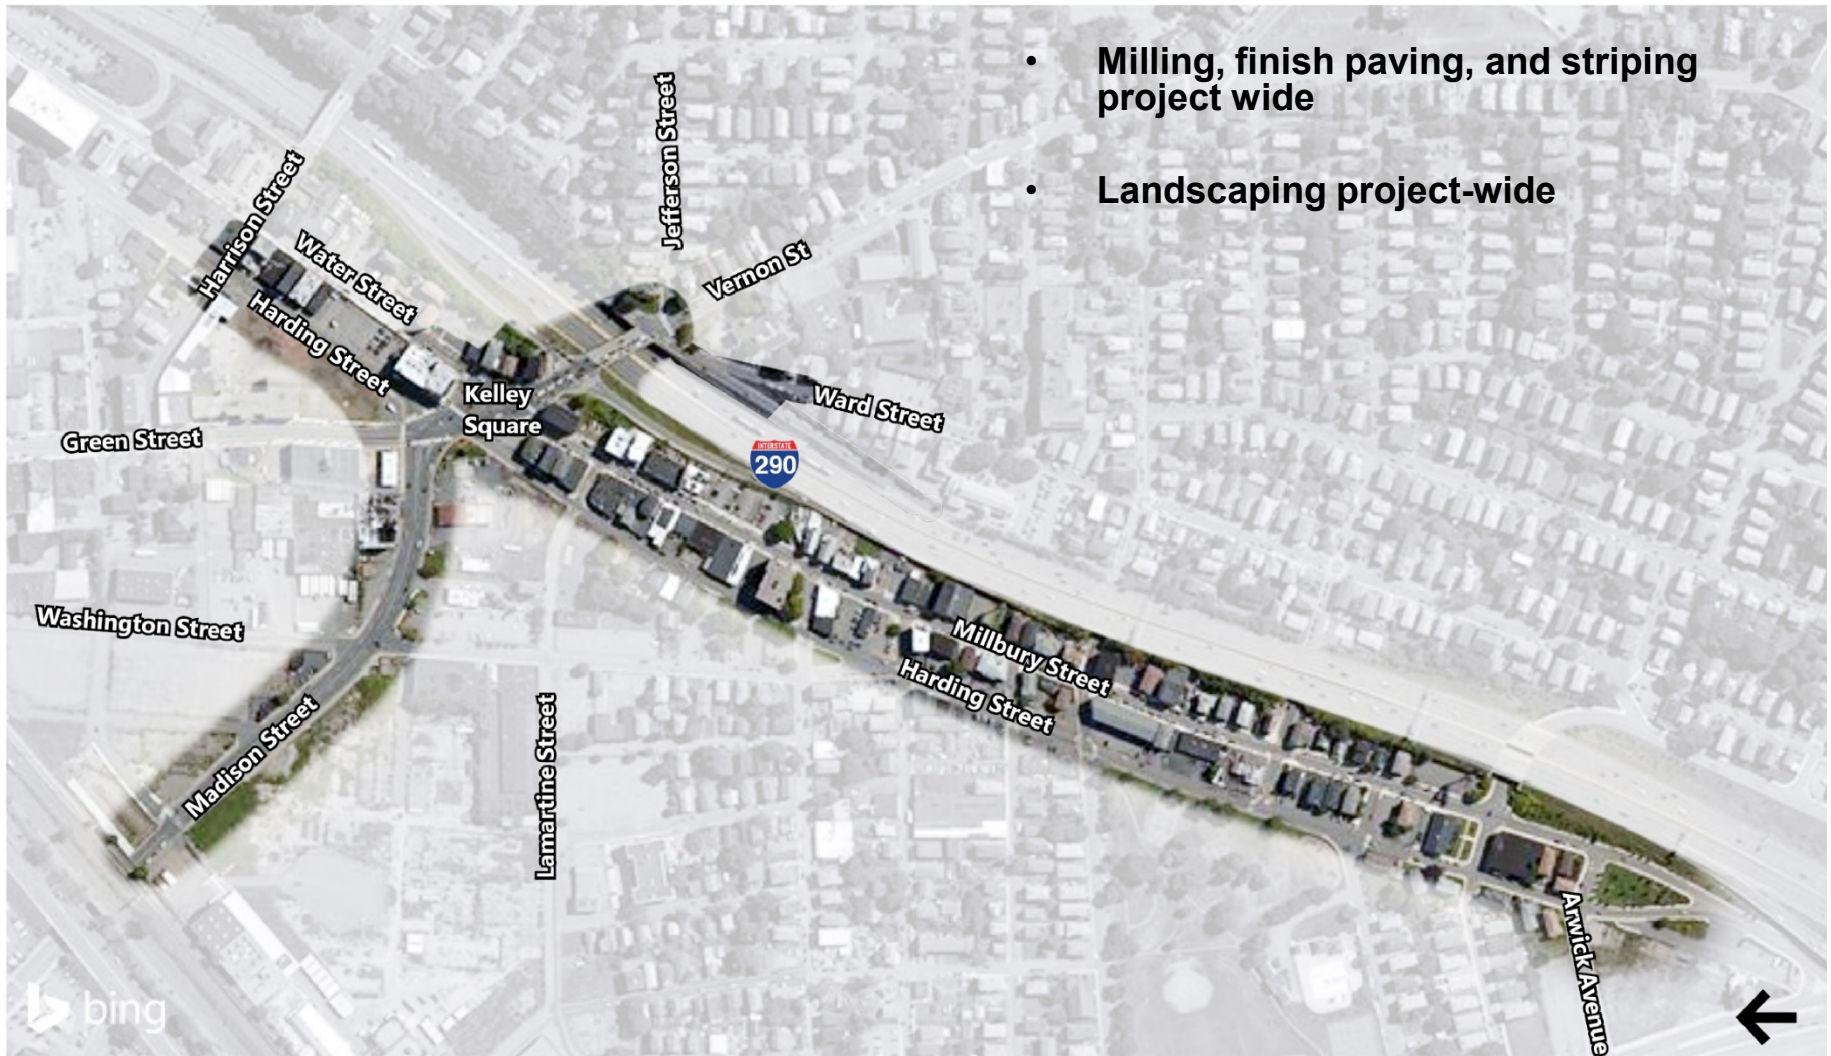 • Milling, finish paving, and striping
project wide
• Landscaping project-wide
Jefferson Street
Harrison Street
Water Street
Vernon St
Harding Street
Kelley
Square
Ward Street
Green Street
INTERSTATE
290
Washington Street
Millbury Street
Harding Street
Madison Street
Lamartine Street
Arwick Avenue
bing